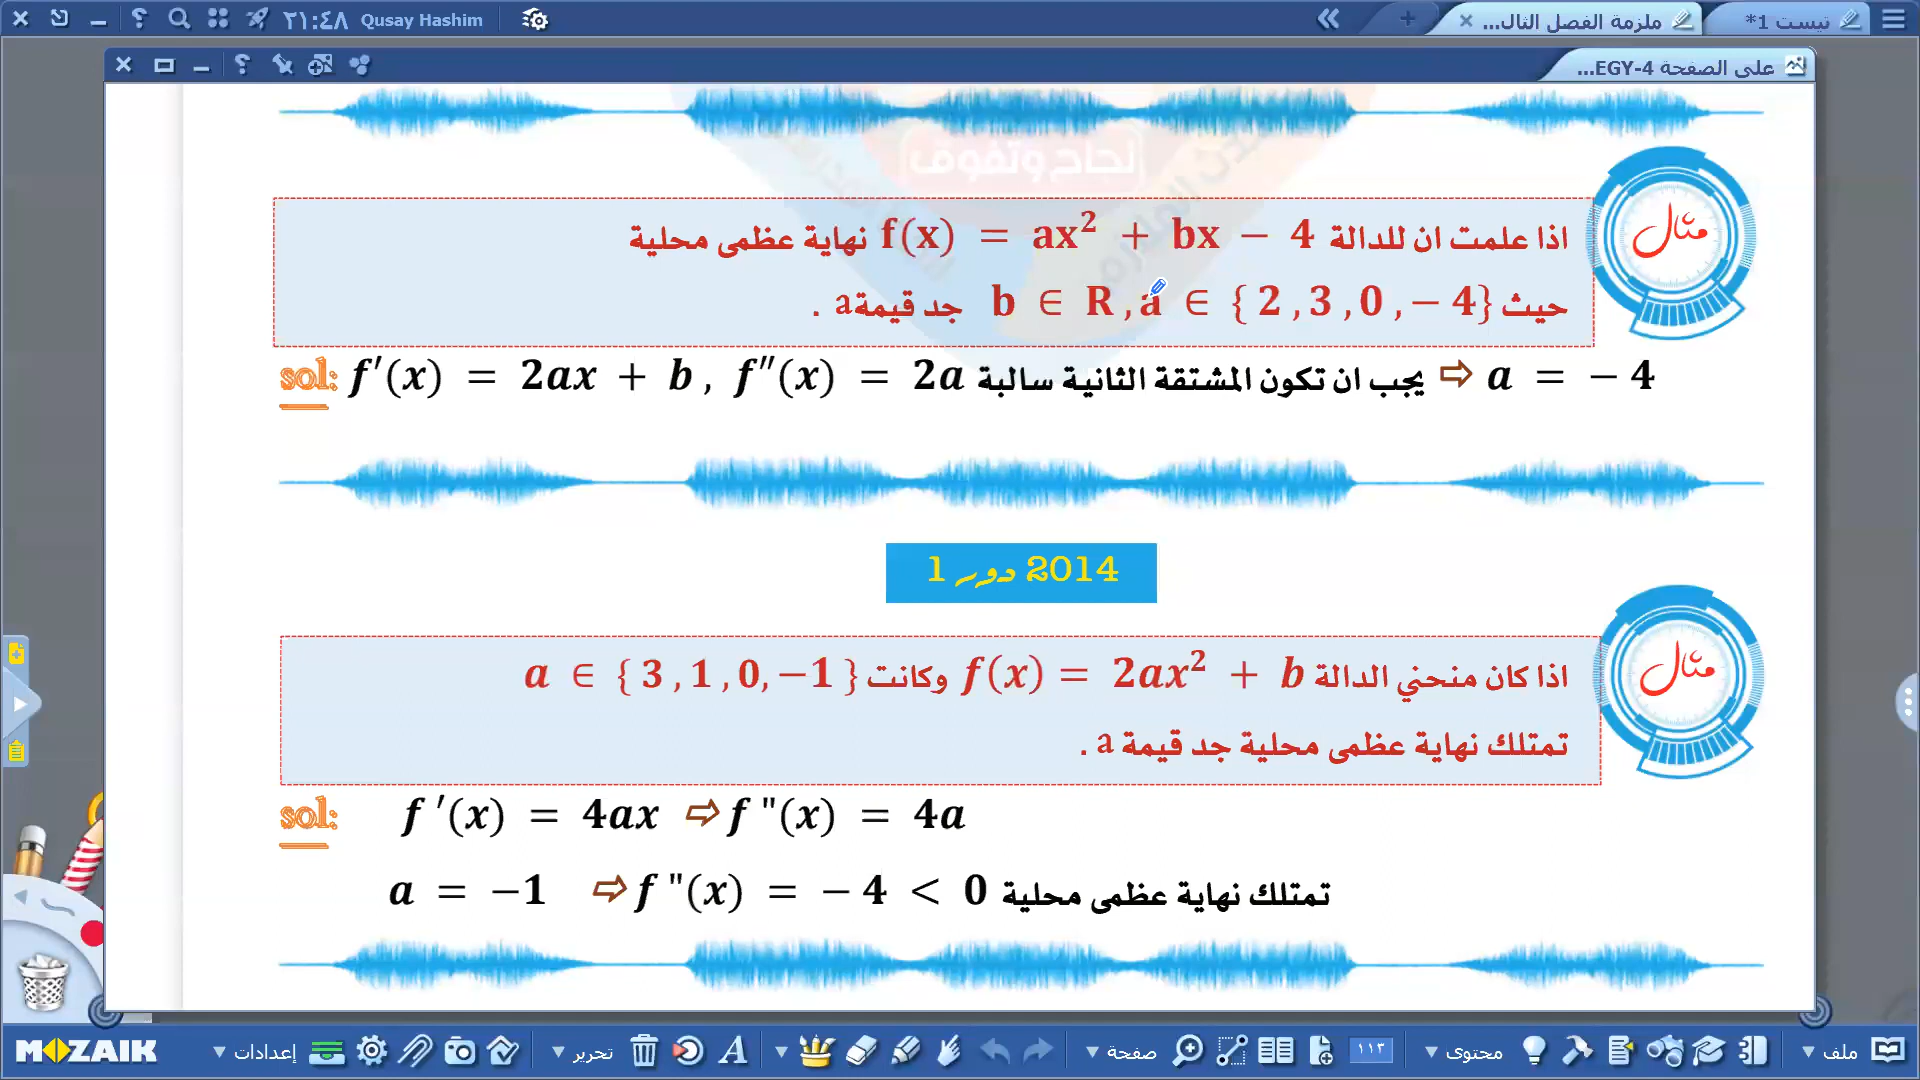 ٢١:٤٨ Qusay Hashim
ملزمة الفصل الثال...
تيست 1*
على الصفحة EGY-4...
نجاح وتفوق
مثال
اذا علمت ان للدالة f(x) = ax² + bx − 4 نهاية عظمى محلية
حيث b ∈ R , a ∈ { 2 , 3 , 0 , − 4} جد قيمة a .
sol: f′(x) = 2ax + b , f″(x) = 2a يجب ان تكون المشتقة الثانية سالبة ⇨ a = − 4
2014 دور 1
مثال
اذا كان منحني الدالة f(x) = 2ax² + b وكانت a ∈ { 3 , 1 , 0, −1 }
تمتلك نهاية عظمى محلية جد قيمة a .
sol: f ′(x) = 4ax ⇨ f "(x) = 4a
a = −1 ⇨ f "(x) = − 4 < 0 تمتلك نهاية عظمى محلية
MOZAIK
إعدادات
تحرير
صفحة
١١٣
محتوى
ملف